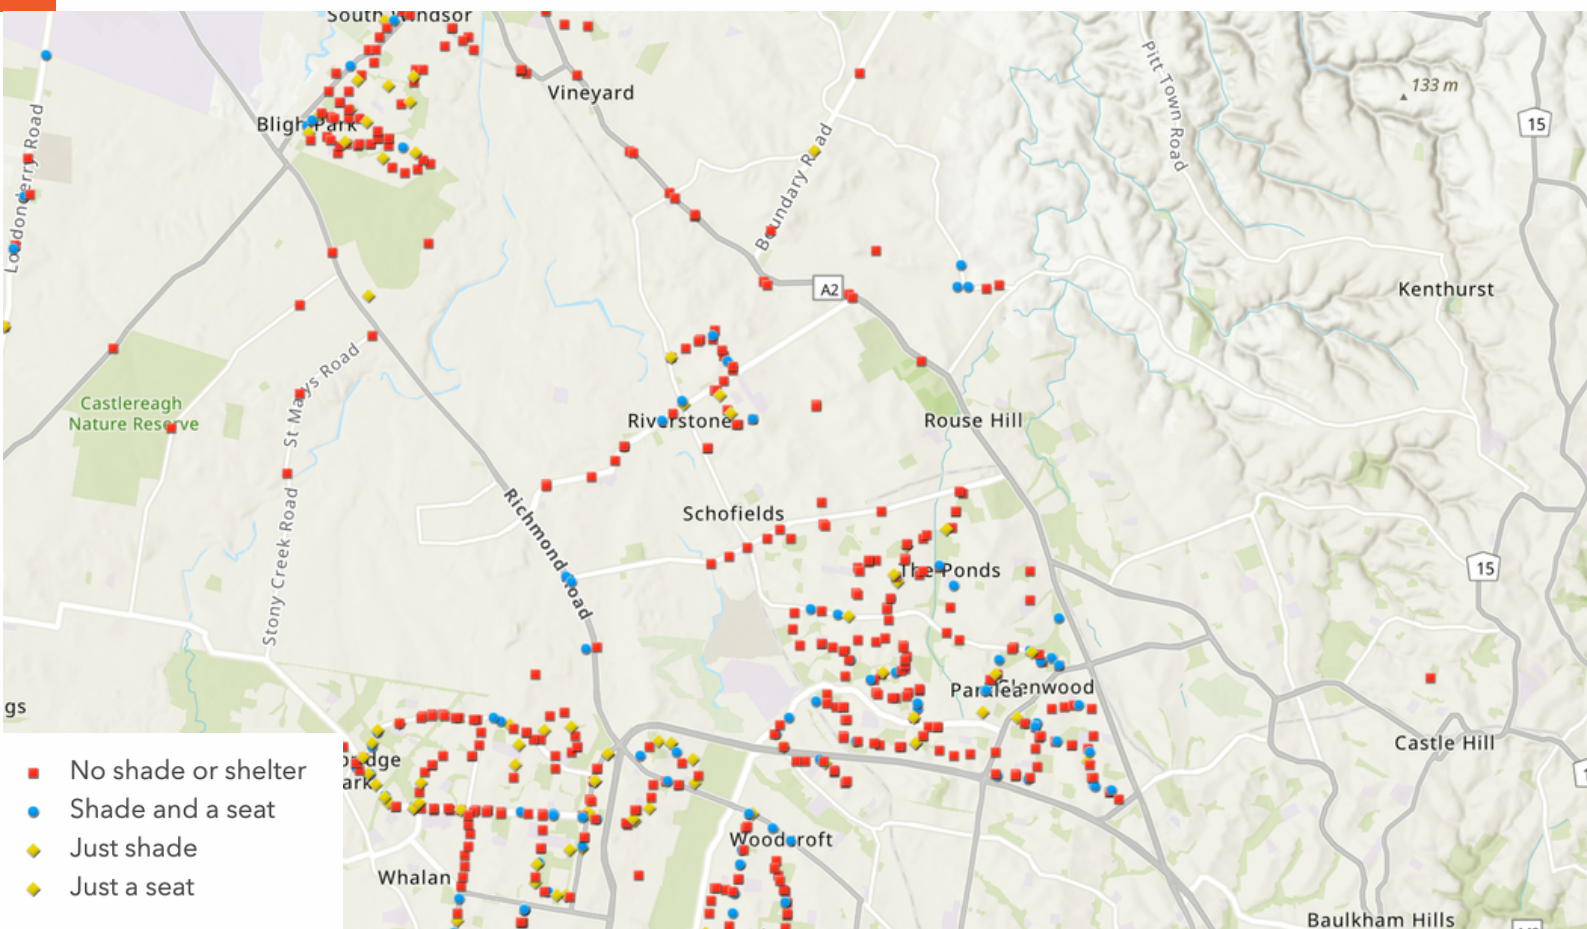 South Windsor
Vineyard
Pitt Town Road
133 m
15
Bligh Park
Londonderry Road
Boundary Road
A2
Kenthurst
St Marys Road
Castlereagh
Nature Reserve
Riverstone
Rouse Hill
Richmond Road
Schofields
Stony Creek Road
The Ponds
15
Parklea
Glenwood
gs
Castle Hill
bridge
ark
No shade or shelter
Shade and a seat
Just shade
Just a seat
Woodcroft
Whalan
Baulkham Hills